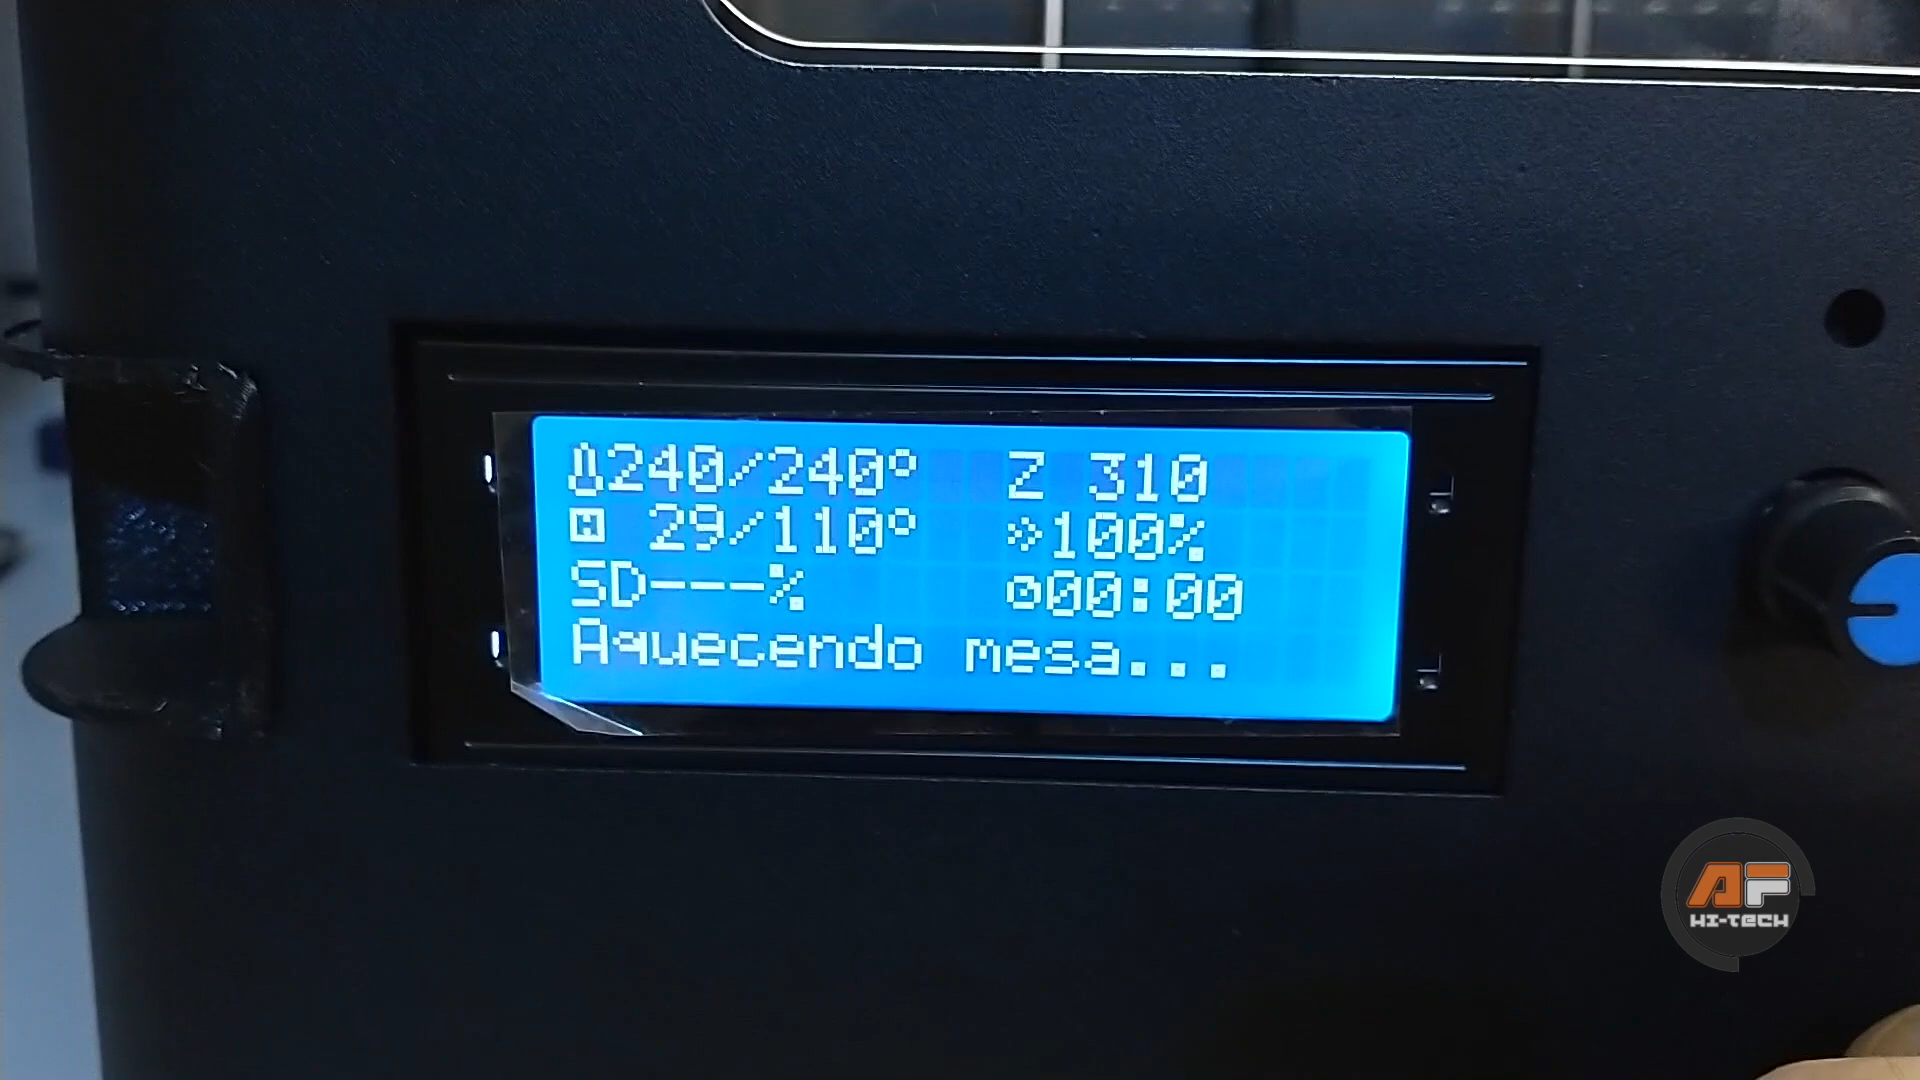 240/240° Z 310
29/110° »100%
SD---% 00:00
Aquecendo mesa...
AF
HI-TECH